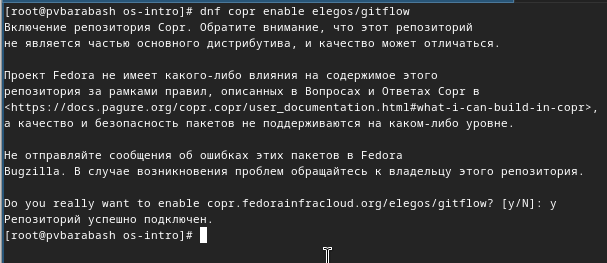 [root@pvbarabash os-intro]# dnf copr enable elegos/gitflow
Включение репозитория Copr. Обратите внимание, что этот репозиторий
не является частью основного дистрибутива, и качество может отличаться.
Проект Fedora не имеет какого-либо влияния на содержимое этого
репозитория за рамками правил, описанных в Вопросах и Ответах Copr в
<https://docs.pagure.org/copr.copr/user_documentation.html#what-i-can-build-in-copr>,
а качество и безопасность пакетов не поддерживаются на каком-либо уровне.
Не отправляйте сообщения об ошибках этих пакетов в Fedora
Bugzilla. В случае возникновения проблем обращайтесь к владельцу этого репозитория.
Do you really want to enable copr.fedorainfracloud.org/elegos/gitflow? [y/N]: y
Репозиторий успешно подключен.
[root@pvbarabash os-intro]#